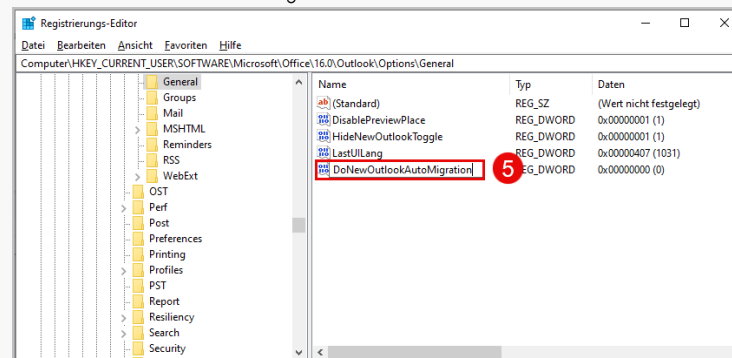 Registrierungs-Editor
Datei Bearbeiten Ansicht Favoriten Hilfe
Computer\HKEY_CURRENT_USER\SOFTWARE\Microsoft\Office\16.0\Outlook\Options\General
General
Groups
Mail
MSHTML
Reminders
RSS
WebExt
OST
Perf
Post
Preferences
Printing
Profiles
PST
Report
Resiliency
Search
Security
Name Typ Daten
(Standard) REG_SZ (Wert nicht festgelegt)
DisablePreviewPlace REG_DWORD 0x00000001 (1)
HideNewOutlookToggle REG_DWORD 0x00000001 (1)
LastUILang REG_DWORD 0x00000407 (1031)
DoNewOutlookAutoMigration 5 EG_DWORD 0x00000000 (0)